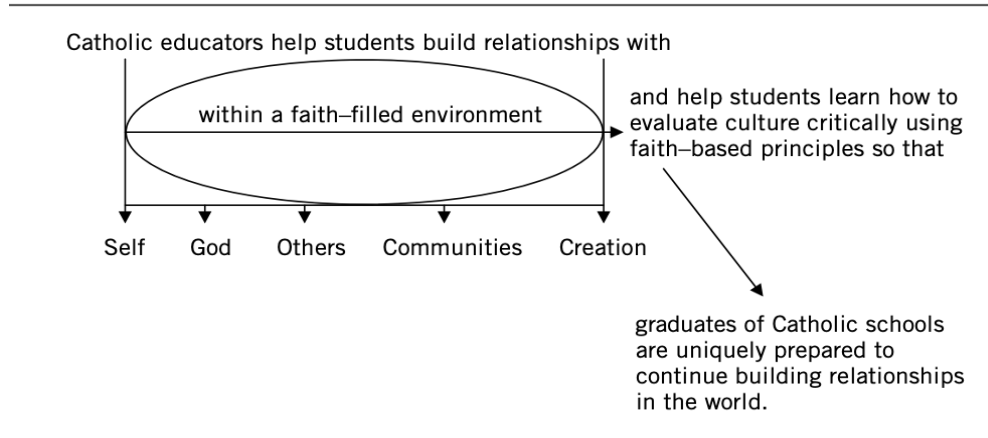 Catholic educators help students build relationships with
within a faith–filled environment
and help students learn how to
evaluate culture critically using
faith–based principles so that
Self God Others Communities Creation
graduates of Catholic schools
are uniquely prepared to
continue building relationships
in the world.